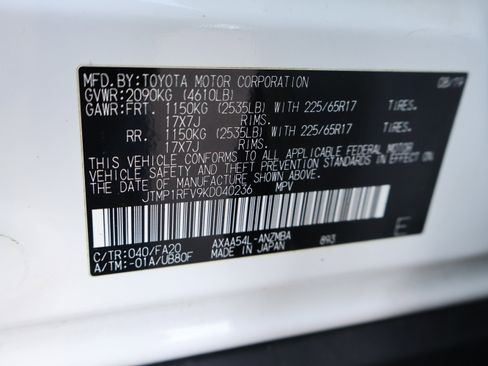 MFD.BY:TOYOTA MOTOR CORPORATION 08/19
GVWR:2090KG (4610LB)
GAWR:FRT. 1150KG (2535LB) WITH 225/65R17 TIRES.
17X7J RIMS.
RR. 1150KG (2535LB) WITH 225/65R17 TIRES.
17X7J RIMS.
THIS VEHICLE CONFORMS TO ALL APPLICABLE FEDERAL MOTOR
VEHICLE SAFETY AND THEFT PREVENTION STANDARDS IN EFFECT
ON THE DATE OF MANUFACTURE SHOWN ABOVE.
JTMP1RFV9KD040236 MPV
C/TR:040/FA20 AXAA54L-ANZMBA 893 E
A/TM:-01A/UB80F MADE IN JAPAN